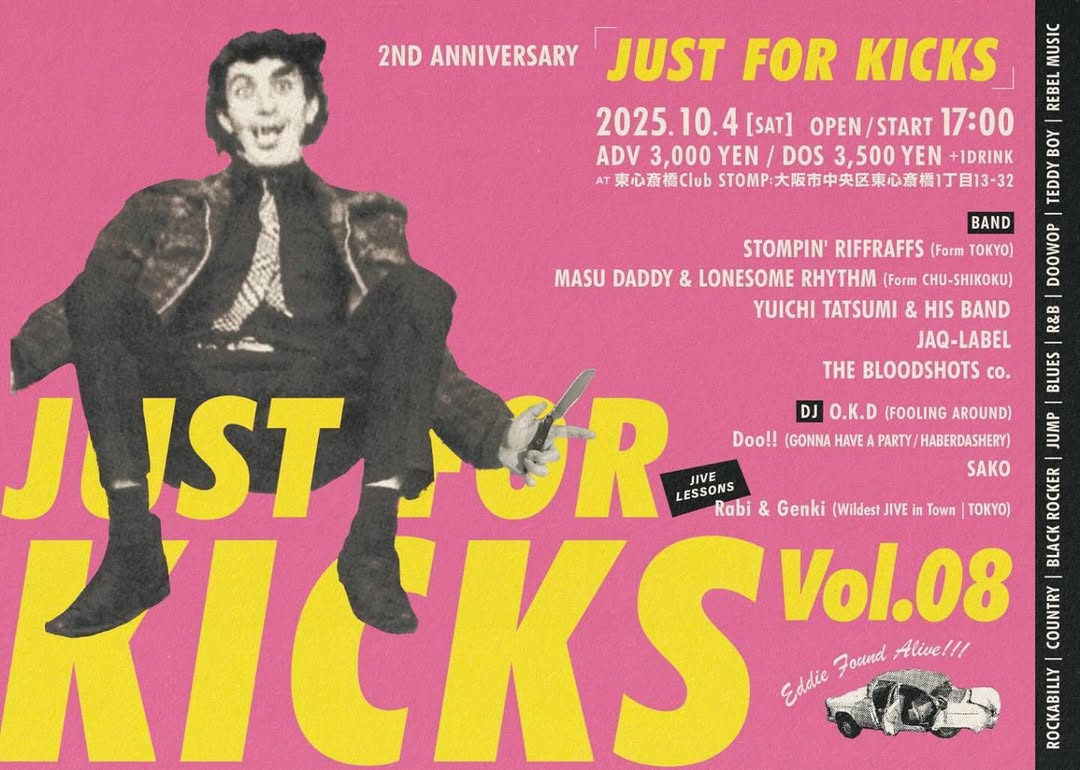 2ND ANNIVERSARY 「JUST FOR KICKS」
2025.10.4 [SAT] OPEN/START 17:00
ADV 3,000 YEN / DOS 3,500 YEN +1DRINK
AT 東心斎橋Club STOMP:大阪市中央区東心斎橋1丁目13-32
BAND
STOMPIN' RIFFRAFFS (Form TOKYO)
MASU DADDY & LONESOME RHYTHM (Form CHU-SHIKOKU)
YUICHI TATSUMI & HIS BAND
JAQ-LABEL
THE BLOODSHOTS co.
DJ O.K.D (FOOLING AROUND)
Doo!! (GONNA HAVE A PARTY / HABERDASHERY)
SAKO
JIVE
LESSONS
Rabi & Genki (Wildest JIVE in Town | TOKYO)
JUST FOR
KICKS
Vol.08
Eddie Found Alive!!!
ROCKABILLY | COUNTRY | BLACK ROCKER | JUMP | BLUES | R&B | DOOWOP | TEDDY BOY | REBEL MUSIC